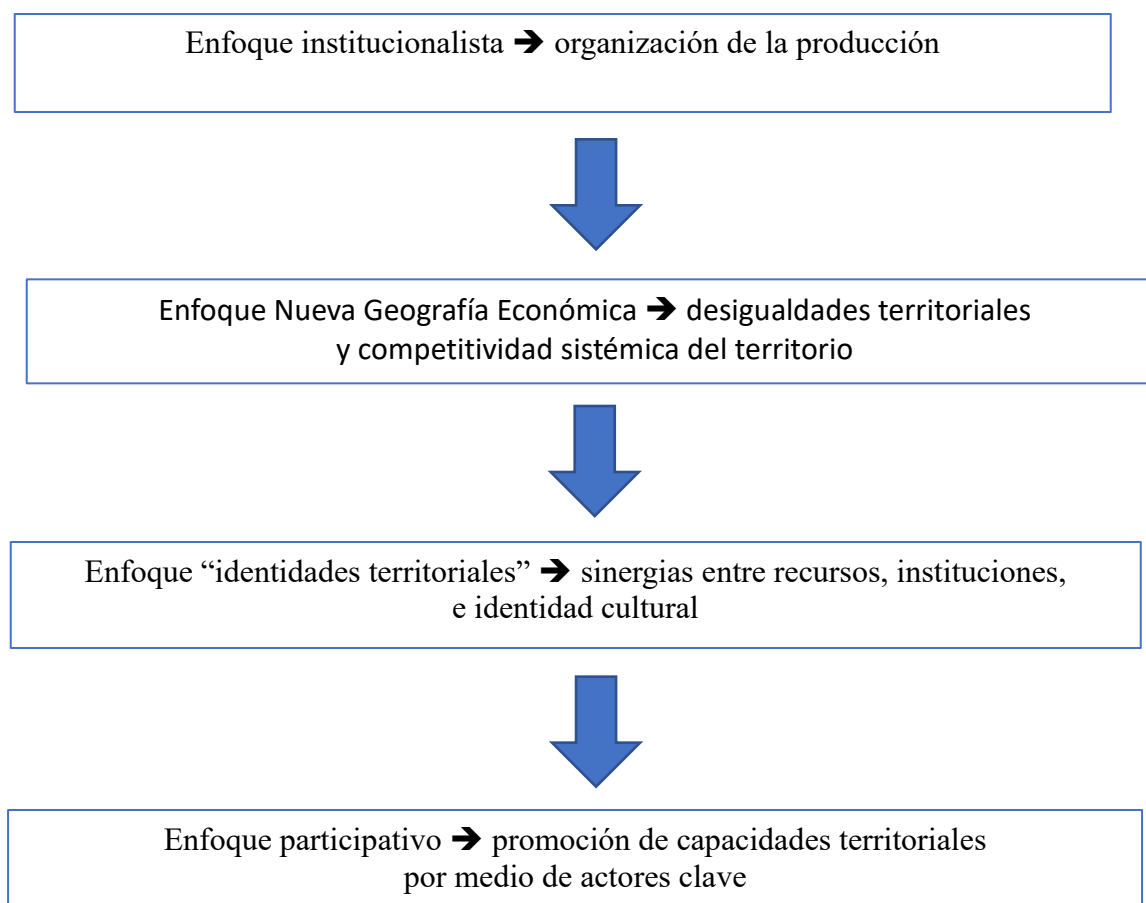 Enfoque institucionalista ➔ organización de la producción
Enfoque Nueva Geografía Económica ➔ desigualdades territoriales
y competitividad sistémica del territorio
Enfoque “identidades territoriales” ➔ sinergias entre recursos, instituciones,
e identidad cultural
Enfoque participativo ➔ promoción de capacidades territoriales
por medio de actores clave